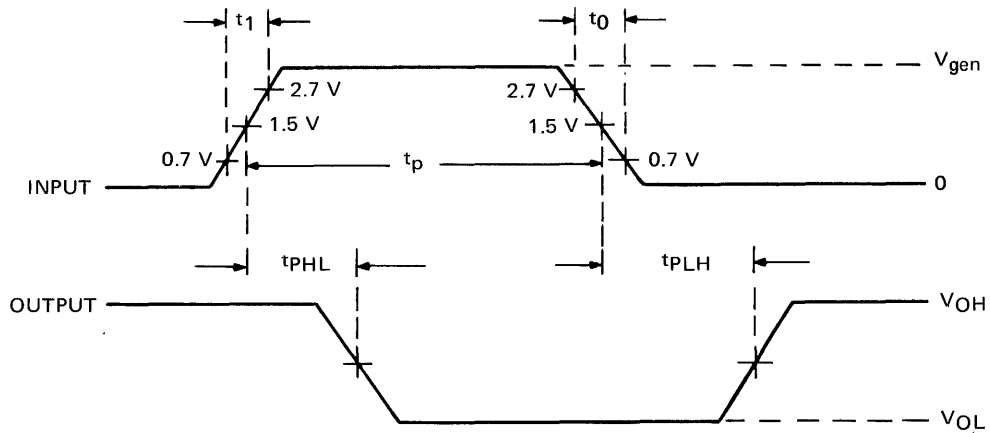 t1
t0
Vgen
2.7 V
2.7 V
1.5 V
1.5 V
0.7 V
tp
0.7 V
INPUT
0
tPHL
tPLH
OUTPUT
VOH
VOL